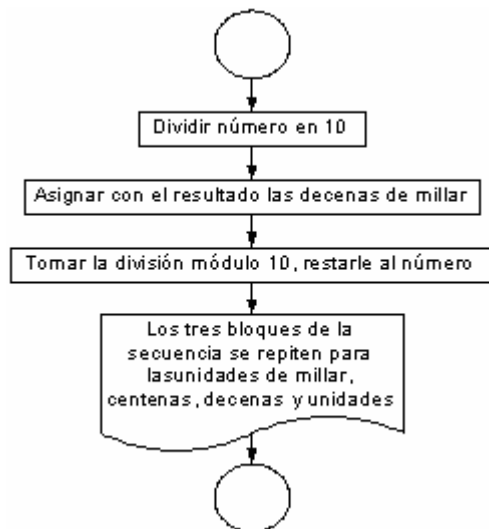 Dividir número en 10
Asignar con el resultado las decenas de millar
Tomar la división módulo 10, restarle al número
Los tres bloques de la
secuencia se repiten para
lasunidades de millar,
centenas, decenas y unidades